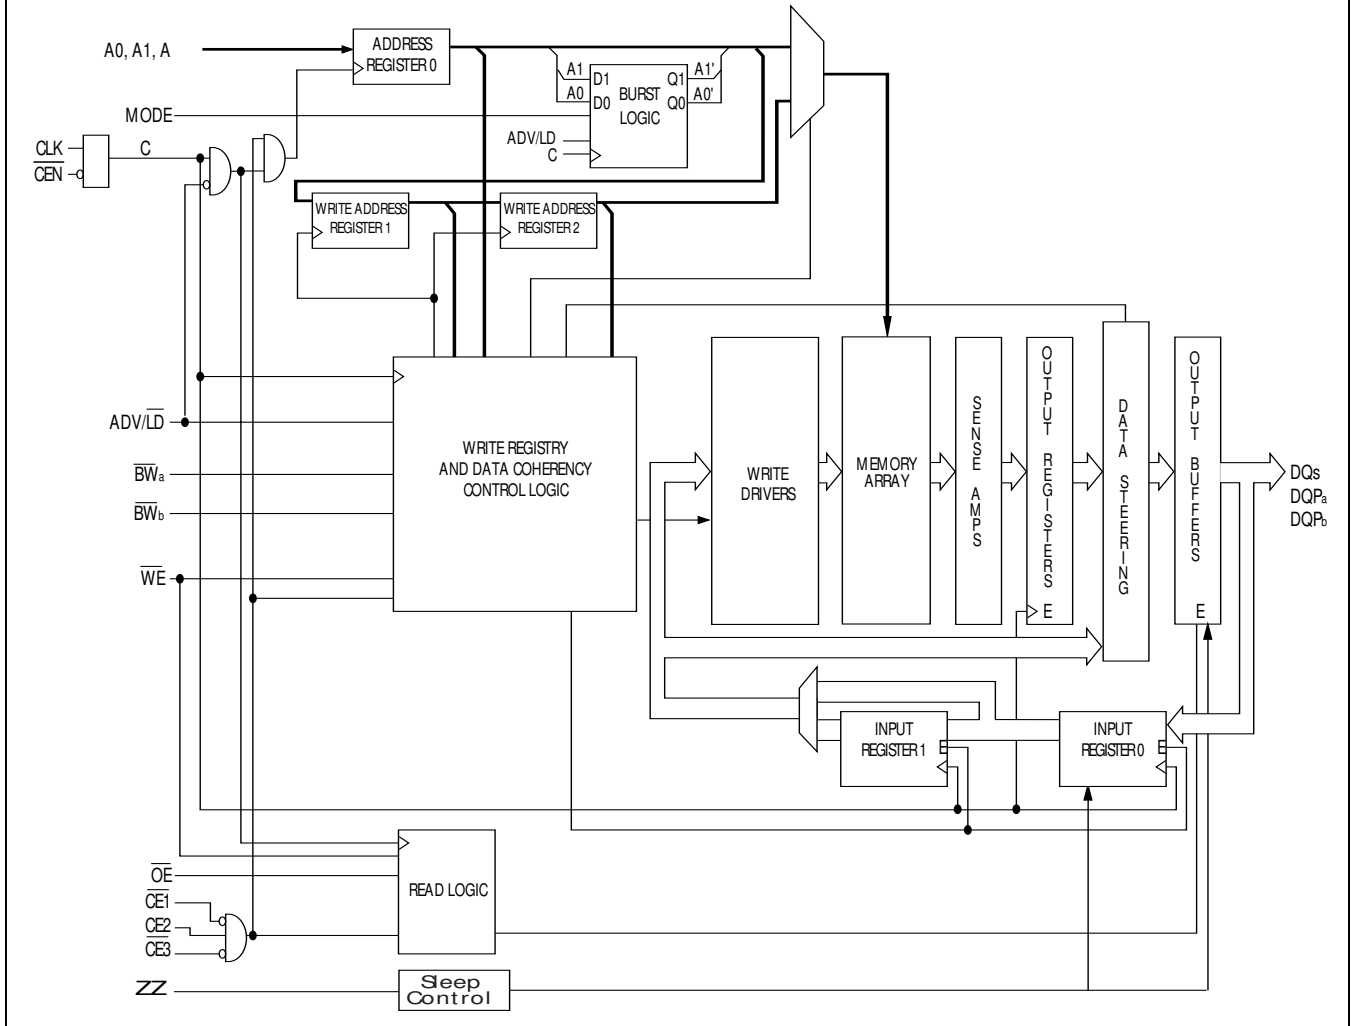 A0, A1, A
ADDRESS
REGISTER 0
A1
A0
D1
D0
BURST
LOGIC
Q1
Q0
A1'
A0'
MODE
ADV/LD
C
CLK
CEN
C
WRITE ADDRESS
REGISTER 1
WRITE ADDRESS
REGISTER 2
ADV/LD
BWa
BWb
WE
WRITE REGISTRY
AND DATA COHERENCY
CONTROL LOGIC
WRITE
DRIVERS
MEMORY
ARRAY
SENSE AMPS
OUTPUT REGISTERS
E
DATA STEERING
OUTPUT BUFFERS
E
DQs
DQPa
DQPb
INPUT
REGISTER 1
E
INPUT
REGISTER 0
E
OE
CE1
CE2
CE3
READ LOGIC
ZZ
Sleep
Control